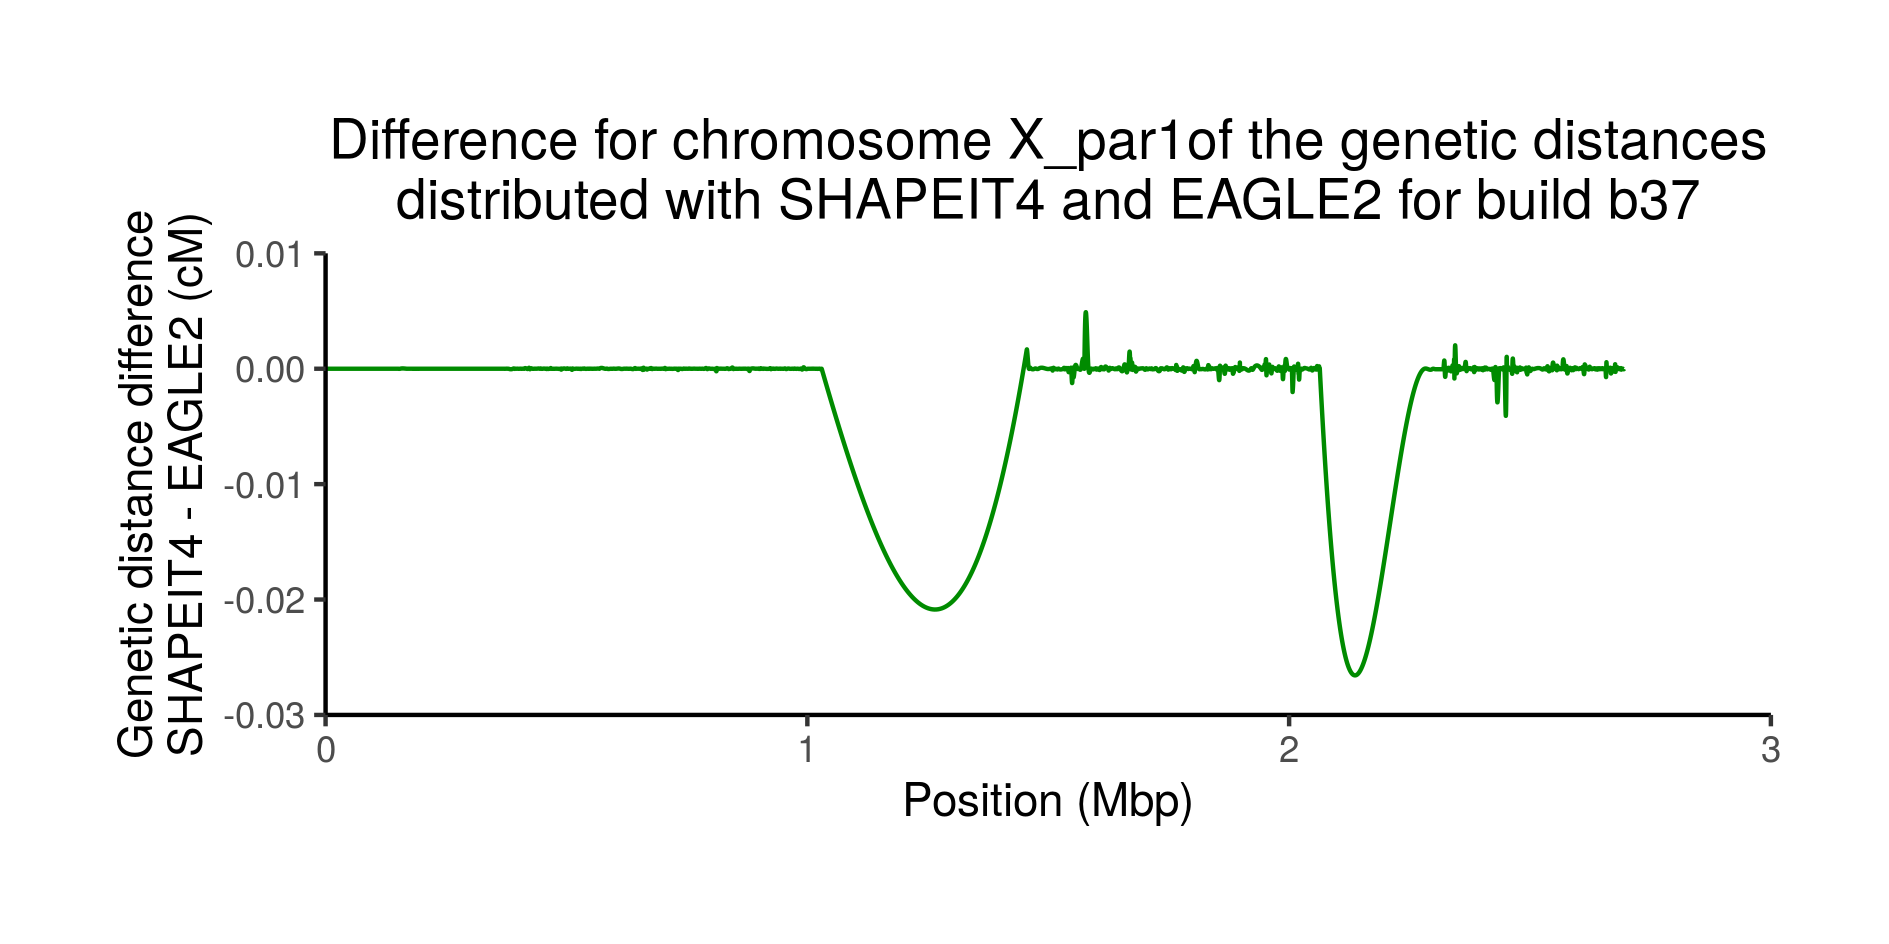 Difference for chromosome X_par1of the genetic distances
distributed with SHAPEIT4 and EAGLE2 for build b37
Genetic distance difference
SHAPEIT4 - EAGLE2 (cM)
0.01
0.00
-0.01
-0.02
-0.03
0
1
2
3
Position (Mbp)